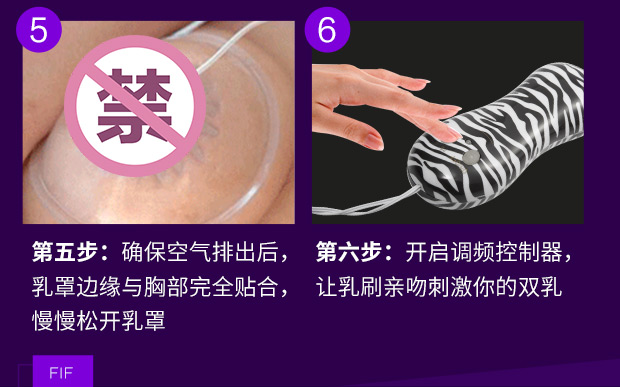 5
禁
6
第五步：确保空气排出后，
乳罩边缘与胸部完全贴合，
慢慢松开乳罩
第六步：开启调频控制器，
让乳刷亲吻刺激你的双乳
FIF